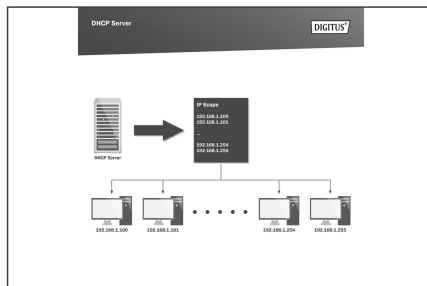 DHCP Server
DIGITUS®
IP Scope
192.168.1.100
192.168.1.101
...
192.168.1.254
192.168.1.255
DHCP Server
192.168.1.100
192.168.1.101
192.168.1.254
192.168.1.255